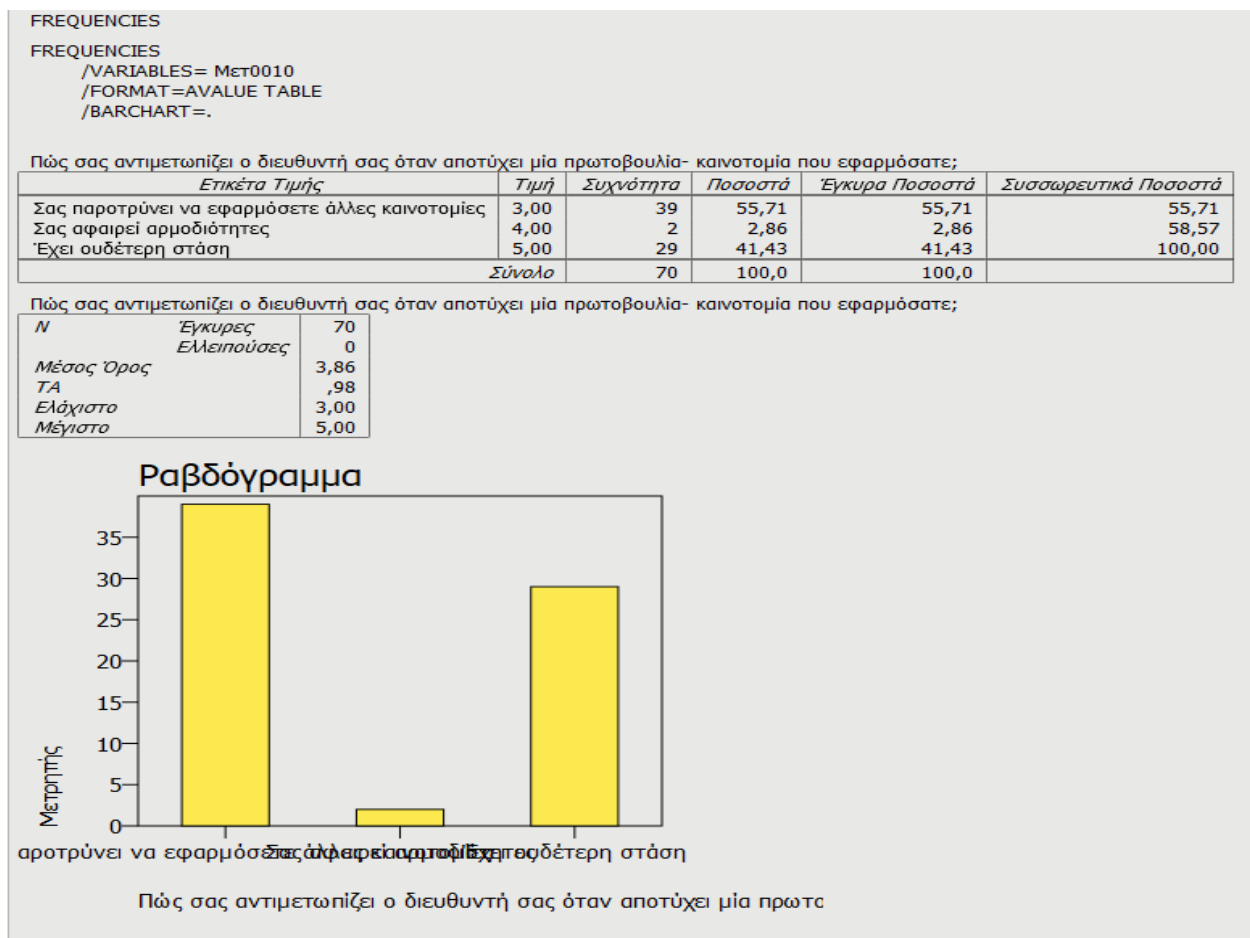 FREQUENCIES
FREQUENCIES
/VARIABLES= Μετ0010
/FORMAT=AVALUE TABLE
/BARCHART=.
Πώς σας αντιμετωπίζει ο διευθυντή σας όταν αποτύχει μία πρωτοβουλία- καινοτομία που εφαρμόσατε;
Ετικέτα Τιμής Τιμή Συχνότητα Ποσοστά Έγκυρα Ποσοστά Συσσωρευτικά Ποσοστά
Σας παροτρύνει να εφαρμόσετε άλλες καινοτομίες 3,00 39 55,71 55,71 55,71
Σας αφαιρεί αρμοδιότητες 4,00 2 2,86 2,86 58,57
Έχει ουδέτερη στάση 5,00 29 41,43 41,43 100,00
Σύνολο 70 100,0 100,0
Πώς σας αντιμετωπίζει ο διευθυντή σας όταν αποτύχει μία πρωτοβουλία- καινοτομία που εφαρμόσατε;
N Έγκυρες 70
Ελλειπούσες 0
Μέσος Όρος 3,86
ΤΑ ,98
Ελάχιστο 3,00
Μέγιστο 5,00
Ραβδόγραμμα
35
30
25
20
15
10
5
0
Μετρητής
αροτρύνει να εφαρμόσετε ουδέτερη στάση
Πώς σας αντιμετωπίζει ο διευθυντή σας όταν αποτύχει μία πρωτο